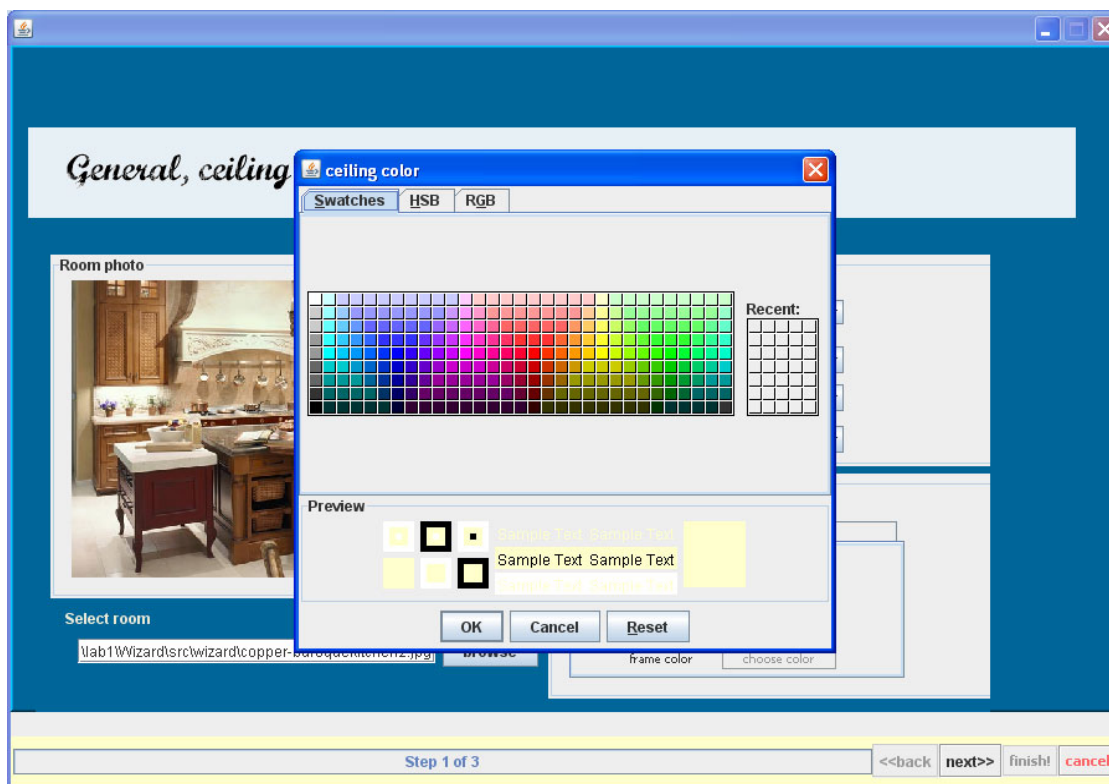 General, ceiling
ceiling color
Swatches HSB RGB
Room photo
Recent:
Preview
Sample Text Sample Text
Sample Text Sample Text
Sample Text Sample Text
OK Cancel Reset
Select room
\lab1\Wizard\src\wizard\copper-baroquekitchen2.jpg browse
frame color choose color
Step 1 of 3 <<back next>> finish! cancel